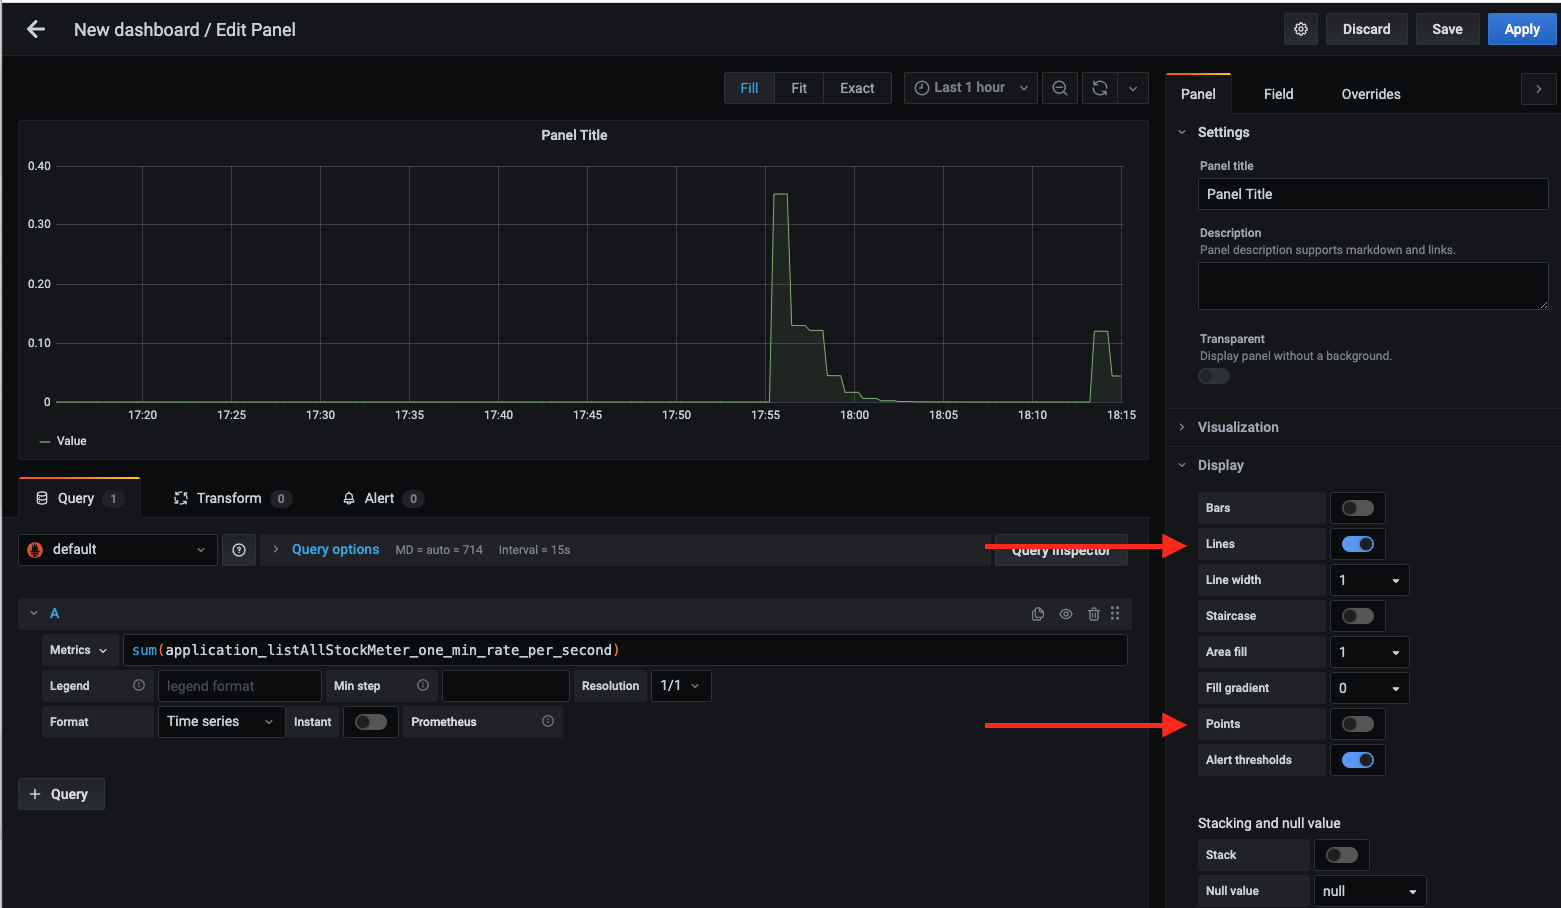 New dashboard / Edit Panel
Discard
Save
Apply
Fill
Fit
Exact
Last 1 hour
Panel
Field
Overrides
Panel Title
0.40
0.30
0.20
0.10
0
17:20
17:25
17:30
17:35
17:40
17:45
17:50
17:55
18:00
18:05
18:10
18:15
Value
Query 1
Transform 0
Alert 0
default
Query options
MD = auto = 714
Interval = 15s
Query Inspector
A
Metrics
sum(application_listAllStockMeter_one_min_rate_per_second)
Legend
legend format
Min step
Resolution
1/1
Format
Time series
Instant
Prometheus
+ Query
Settings
Panel title
Panel Title
Description
Panel description supports markdown and links.
Transparent
Display panel without a background.
Visualization
Display
Bars
Lines
Line width
1
Staircase
Area fill
1
Fill gradient
0
Points
Alert thresholds
Stacking and null value
Stack
Null value
null